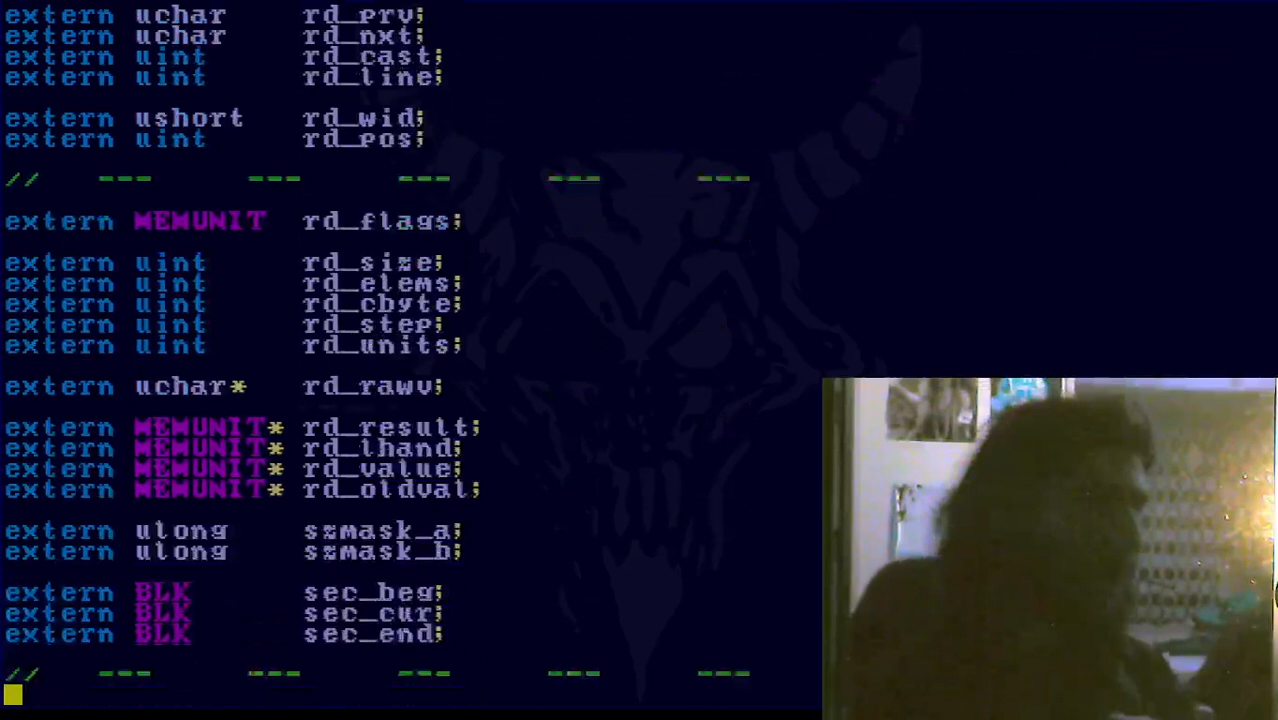 extern uchar rd_prv;
extern uchar rd_nxt;
extern uint rd_cast;
extern uint rd_line;
extern ushort rd_wid;
extern uint rd_pos;
// --- --- --- --- ---
extern MEMUNIT rd_flags;
extern uint rd_size;
extern uint rd_elems;
extern uint rd_cbyte;
extern uint rd_step;
extern uint rd_units;
extern uchar* rd_rawv;
extern MEMUNIT* rd_result;
extern MEMUNIT* rd_lhand;
extern MEMUNIT* rd_value;
extern MEMUNIT* rd_oldval;
extern ulong szmask_a;
extern ulong szmask_b;
extern BLK sec_beg;
extern BLK sec_cur;
extern BLK sec_end;
// --- --- --- --- ---